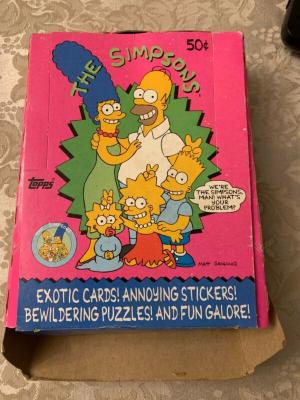 50¢
THE SIMPSONS
Topps
WE'RE
THE SIMPSONS,
MAN! WHAT'S
YOUR
PROBLEM?
MATT GROENING
EXOTIC CARDS! ANNOYING STICKERS!
BEWILDERING PUZZLES! AND FUN GALORE!